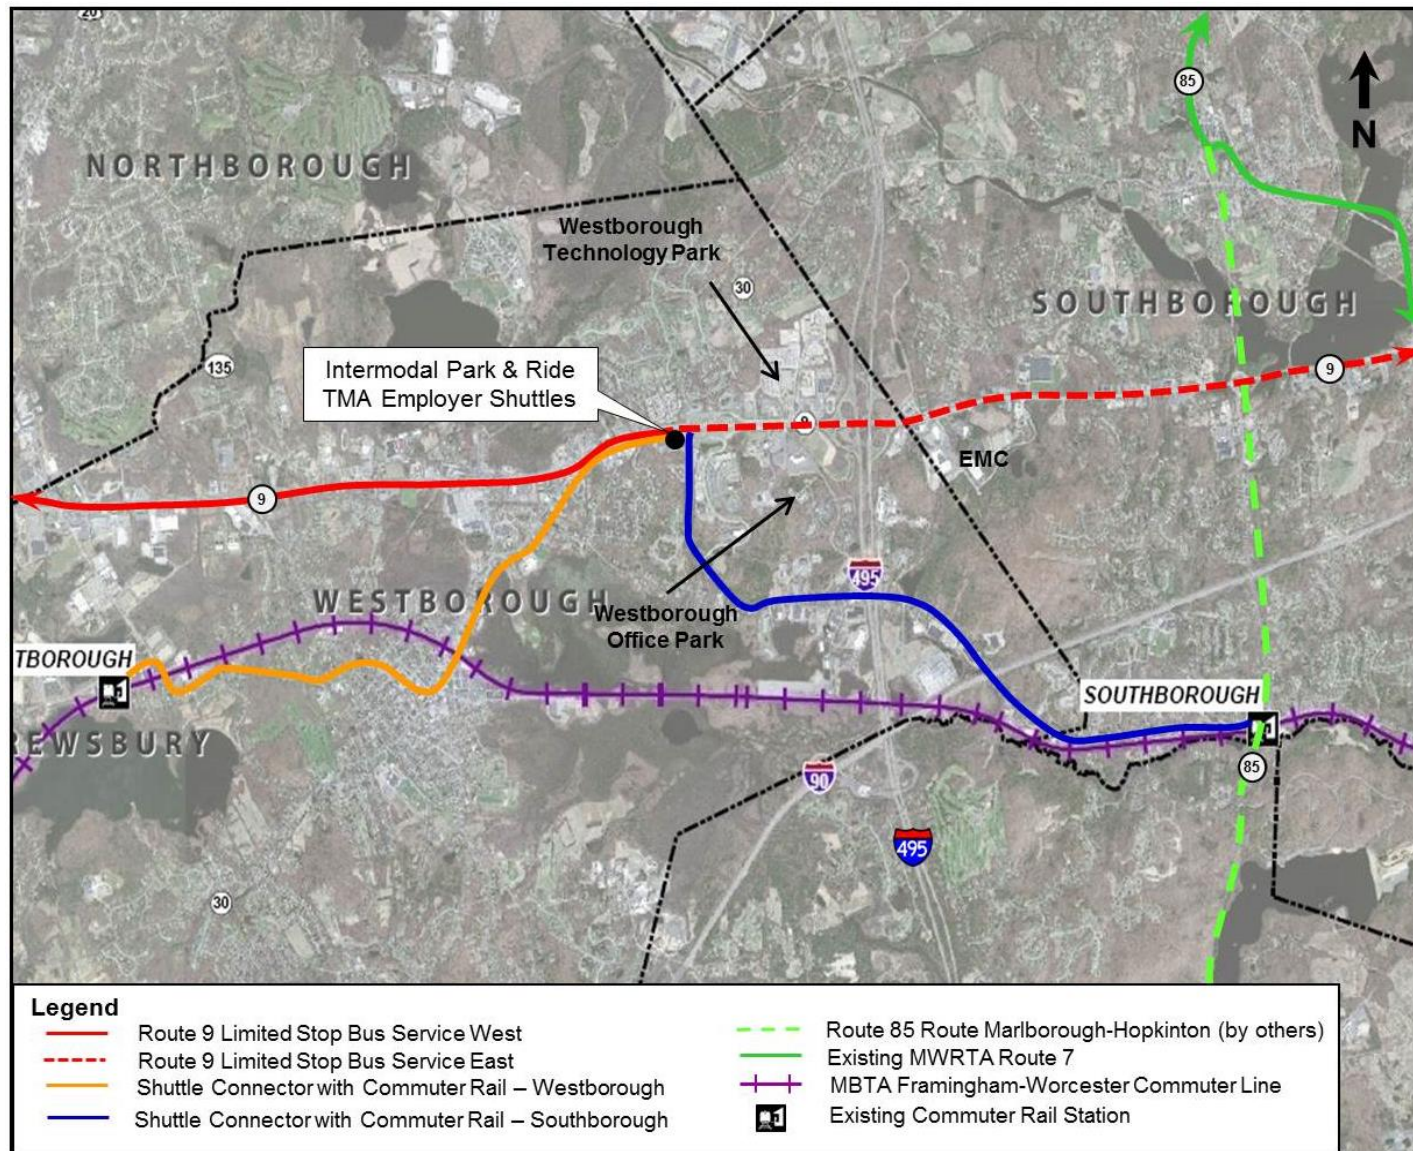 20
85
N
NORTHBOROUGH
Westborough
Technology Park
30
SOUTHBOROUGH
135
Intermodal Park & Ride
TMA Employer Shuttles
9
9
EMC
9
495
WESTBOROUGH
Westborough
Office Park
TBOROUGH
SOUTHBOROUGH
REWSBURY
90
85
495
30
Legend
Route 9 Limited Stop Bus Service West
Route 9 Limited Stop Bus Service East
Shuttle Connector with Commuter Rail – Westborough
Shuttle Connector with Commuter Rail – Southborough
Route 85 Route Marlborough-Hopkinton (by others)
Existing MWRTA Route 7
MBTA Framingham-Worcester Commuter Line
Existing Commuter Rail Station